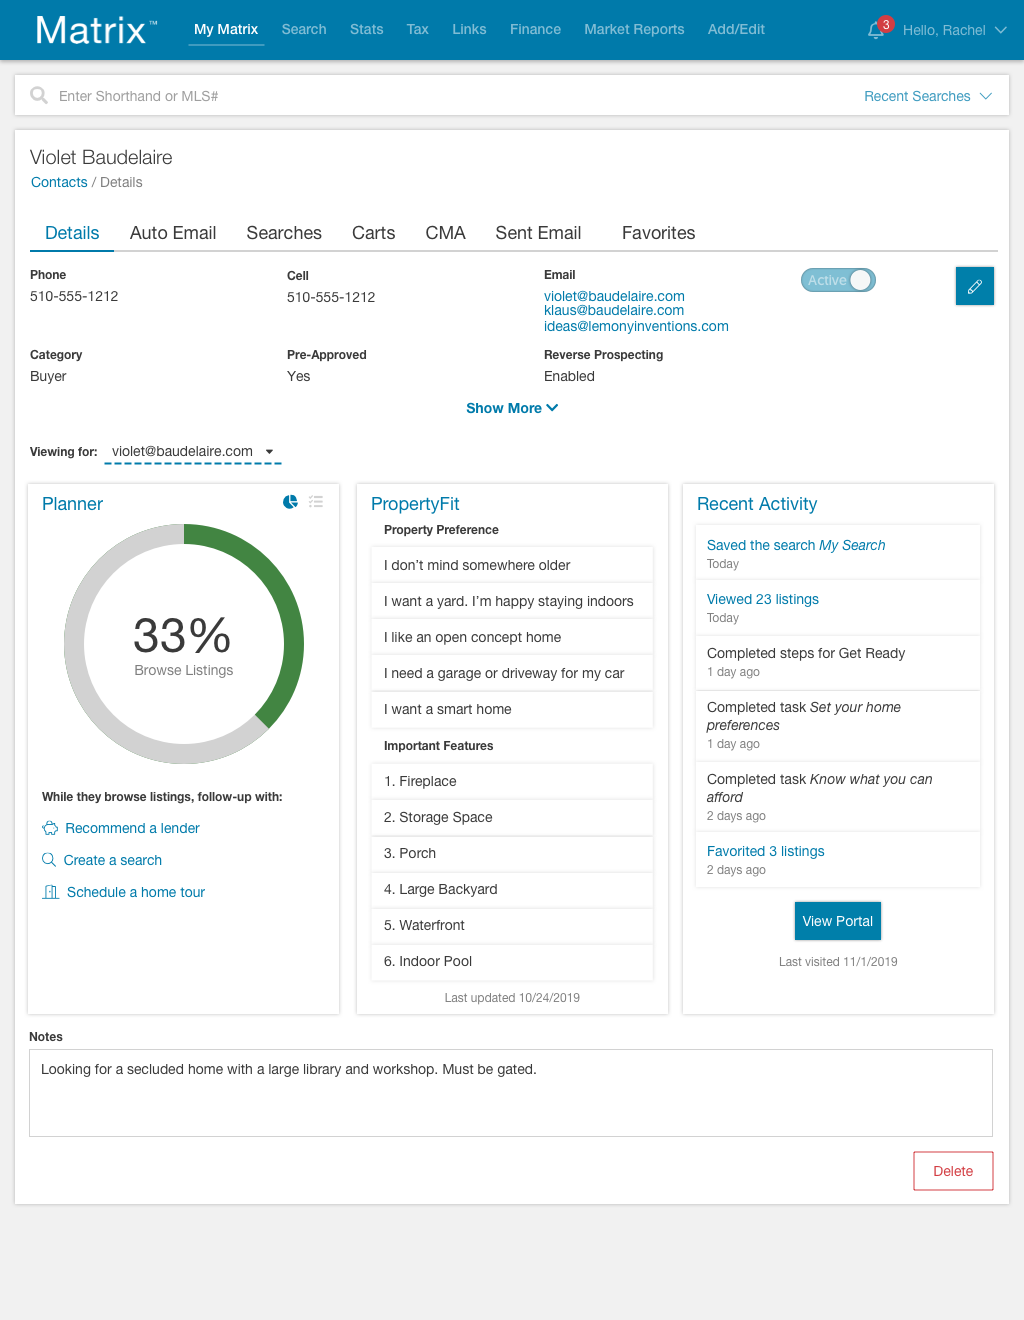 Matrix™
My Matrix Search Stats Tax Links Finance Market Reports Add/Edit
3
Hello, Rachel
Enter Shorthand or MLS#
Recent Searches
Violet Baudelaire
Contacts / Details
Details Auto Email Searches Carts CMA Sent Email Favorites
Phone
510-555-1212
Cell
510-555-1212
Email
violet@baudelaire.com
klaus@baudelaire.com
ideas@lemonyinventions.com
Active
Category
Buyer
Pre-Approved
Yes
Reverse Prospecting
Enabled
Show More
Viewing for: violet@baudelaire.com
Planner
33%
Browse Listings
While they browse listings, follow-up with:
Recommend a lender
Create a search
Schedule a home tour
PropertyFit
Property Preference
I don’t mind somewhere older
I want a yard. I’m happy staying indoors
I like an open concept home
I need a garage or driveway for my car
I want a smart home
Important Features
1. Fireplace
2. Storage Space
3. Porch
4. Large Backyard
5. Waterfront
6. Indoor Pool
Last updated 10/24/2019
Recent Activity
Saved the search My Search
Today
Viewed 23 listings
Today
Completed steps for Get Ready
1 day ago
Completed task Set your home
preferences
1 day ago
Completed task Know what you can
afford
2 days ago
Favorited 3 listings
2 days ago
View Portal
Last visited 11/1/2019
Notes
Looking for a secluded home with a large library and workshop. Must be gated.
Delete